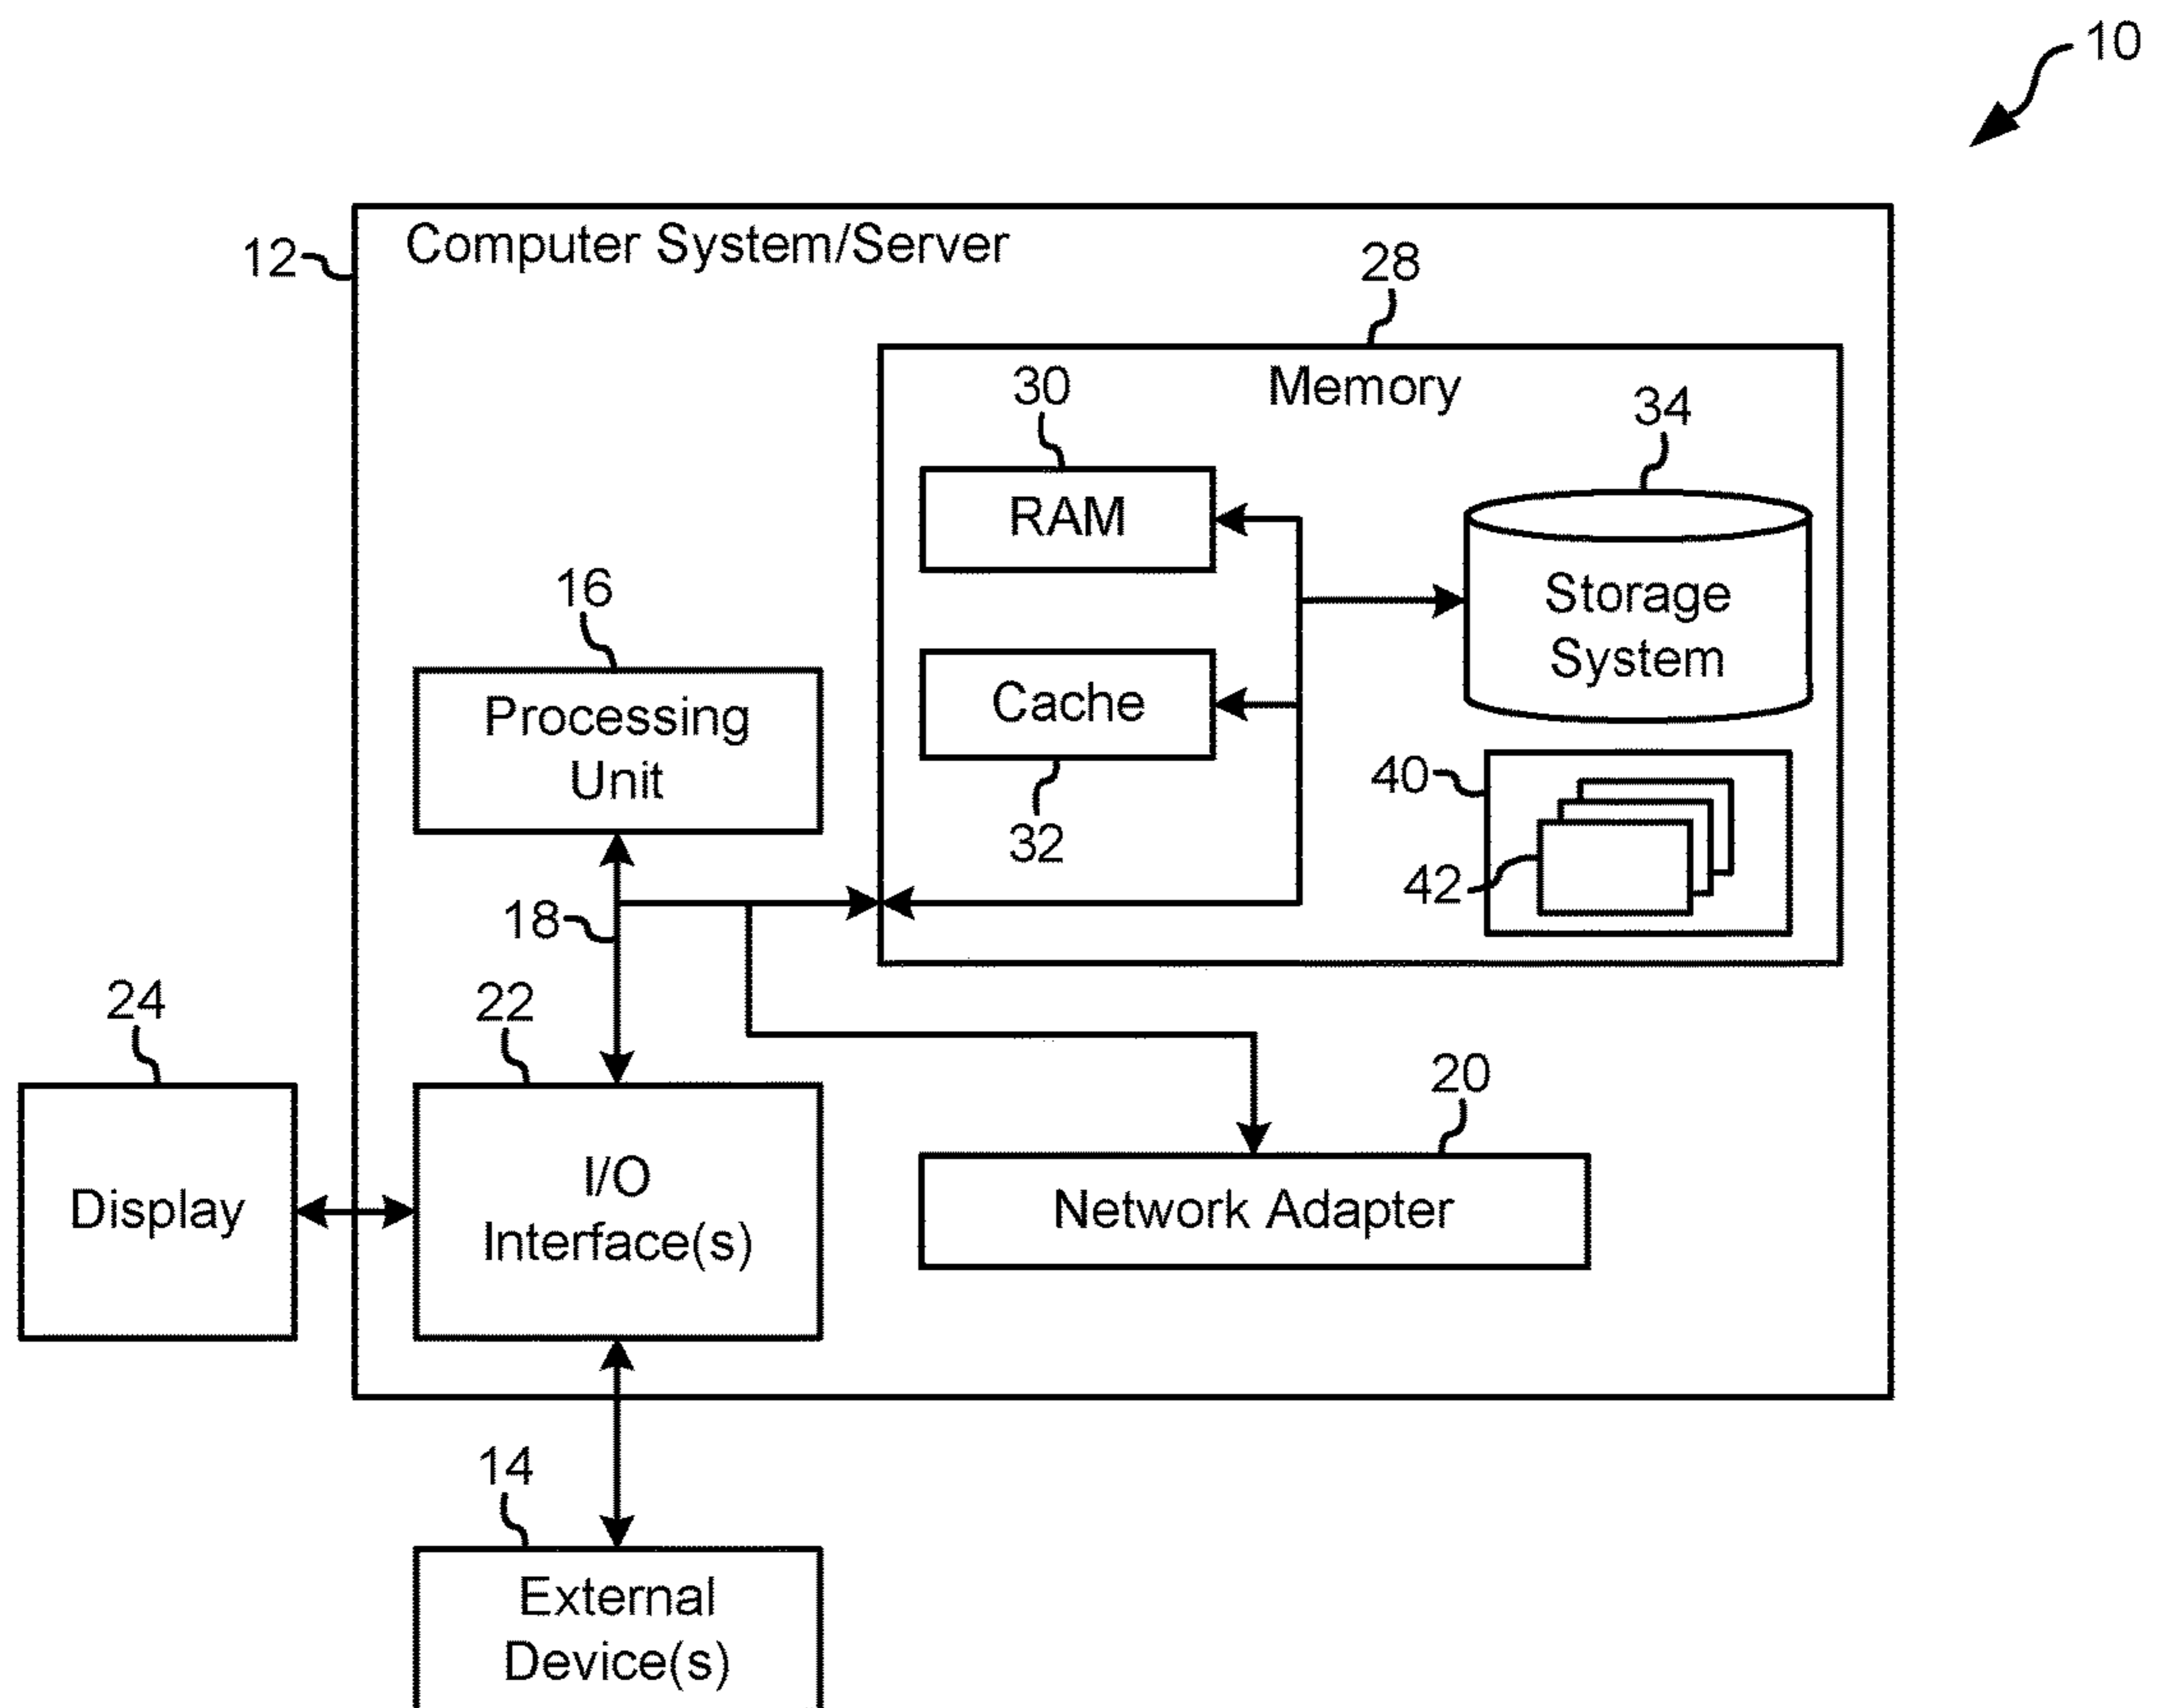 10
12
Computer System/Server
28
Memory
30
34
RAM
Storage
System
16
Processing
Unit
Cache
32
40
42
18
24
22
20
Display
I/O
Interface(s)
Network Adapter
14
External
Device(s)